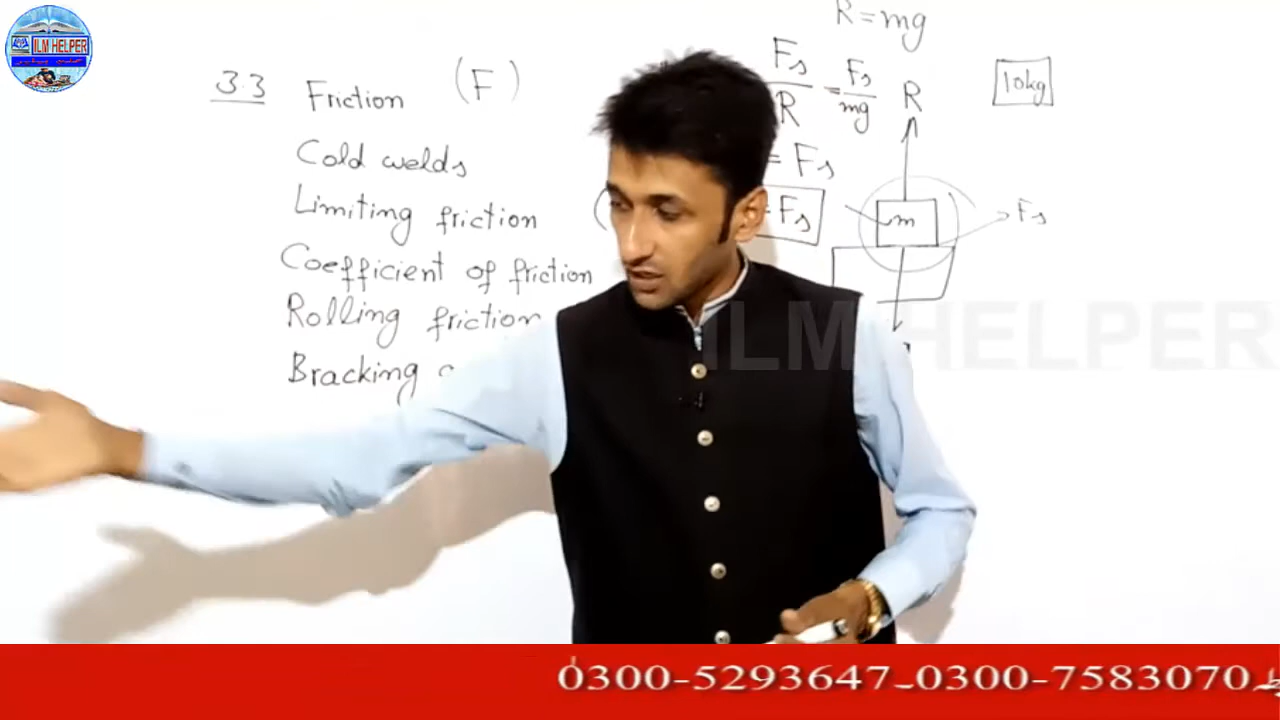 ILM HELPER
3.3 Friction (F)
Cold welds
Limiting friction
Coefficient of friction
Rolling friction
Bracking
R = mg
Fs/R = Fs/mg
= Fs
= Fs
R
10kg
m
Fs
ILM HELPER
0300-5293647_0300-7583070